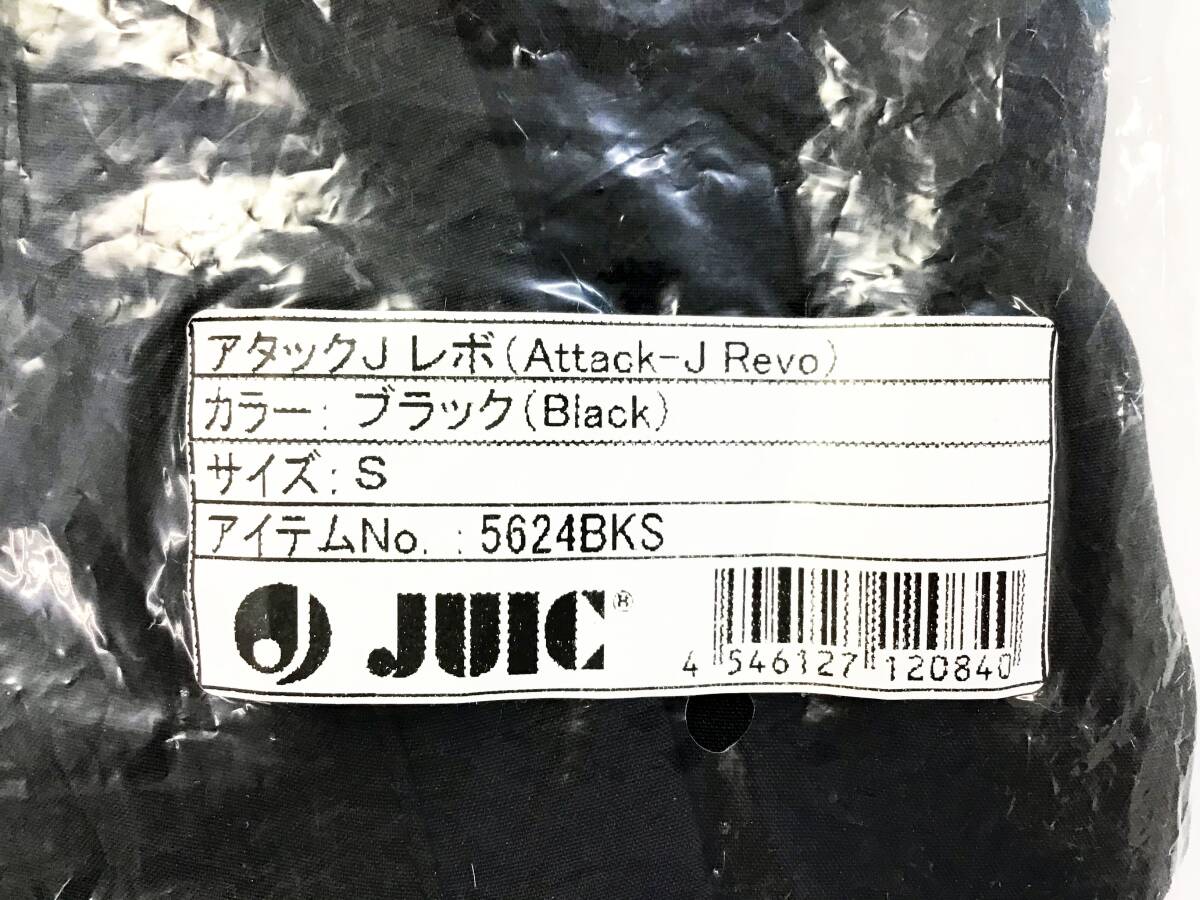 アタックJ レボ(Attack-J Revo)
カラー: ブラック(Black)
サイズ: S
アイテムNo. : 5624BKS
JUIC®
4 546127 120840